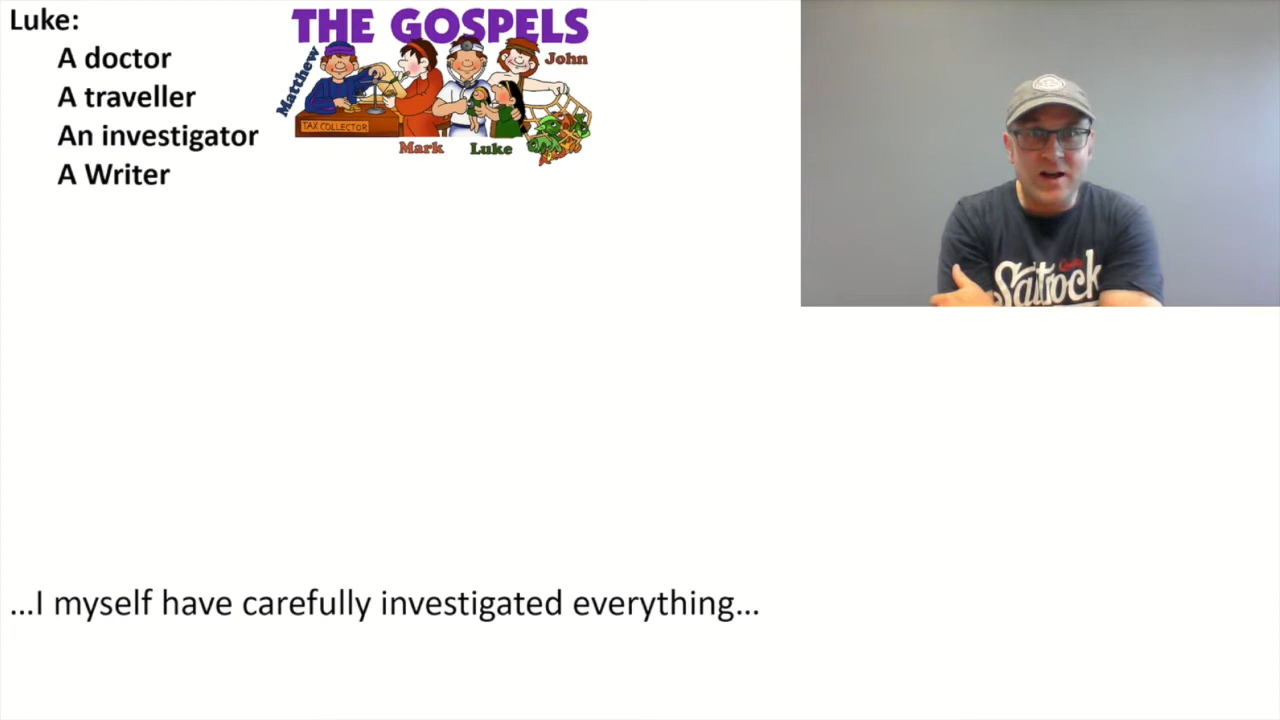 Luke:
A doctor
A traveller
An investigator
A Writer
THE GOSPELS
Matthew
John
TAX COLLECTOR
Mark
Luke
Saltrock
...I myself have carefully investigated everything...